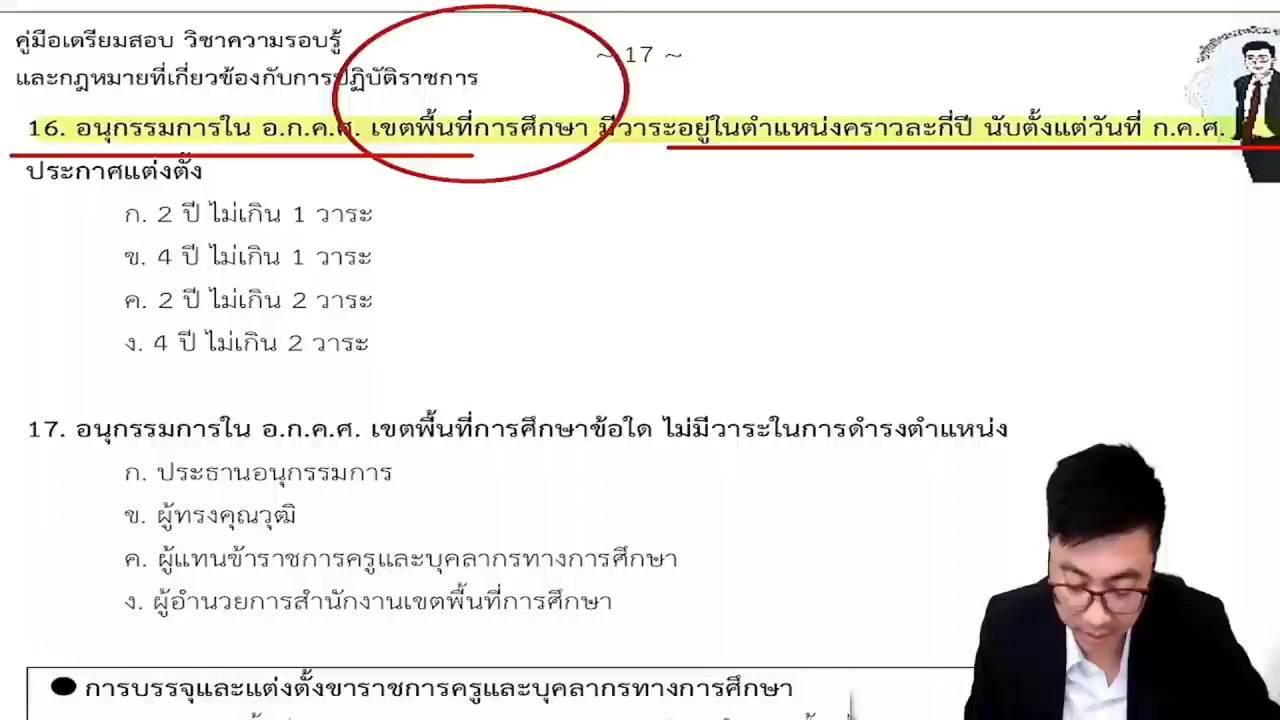 คู่มือเตรียมสอบ วิชาความรอบรู้
และกฎหมายที่เกี่ยวข้องกับการปฏิบัติราชการ
~ 17 ~
16. อนุกรรมการใน อ.ก.ค.ศ. เขตพื้นที่การศึกษา มีวาระอยู่ในตำแหน่งคราวละกี่ปี นับตั้งแต่วันที่ ก.ค.ศ.
ประกาศแต่งตั้ง
ก. 2 ปี ไม่เกิน 1 วาระ
ข. 4 ปี ไม่เกิน 1 วาระ
ค. 2 ปี ไม่เกิน 2 วาระ
ง. 4 ปี ไม่เกิน 2 วาระ
17. อนุกรรมการใน อ.ก.ค.ศ. เขตพื้นที่การศึกษาข้อใด ไม่มีวาระในการดำรงตำแหน่ง
ก. ประธานอนุกรรมการ
ข. ผู้ทรงคุณวุฒิ
ค. ผู้แทนข้าราชการครูและบุคลากรทางการศึกษา
ง. ผู้อำนวยการสำนักงานเขตพื้นที่การศึกษา
การบรรจุและแต่งตั้งขาราชการครูและบุคลากรทางการศึกษา